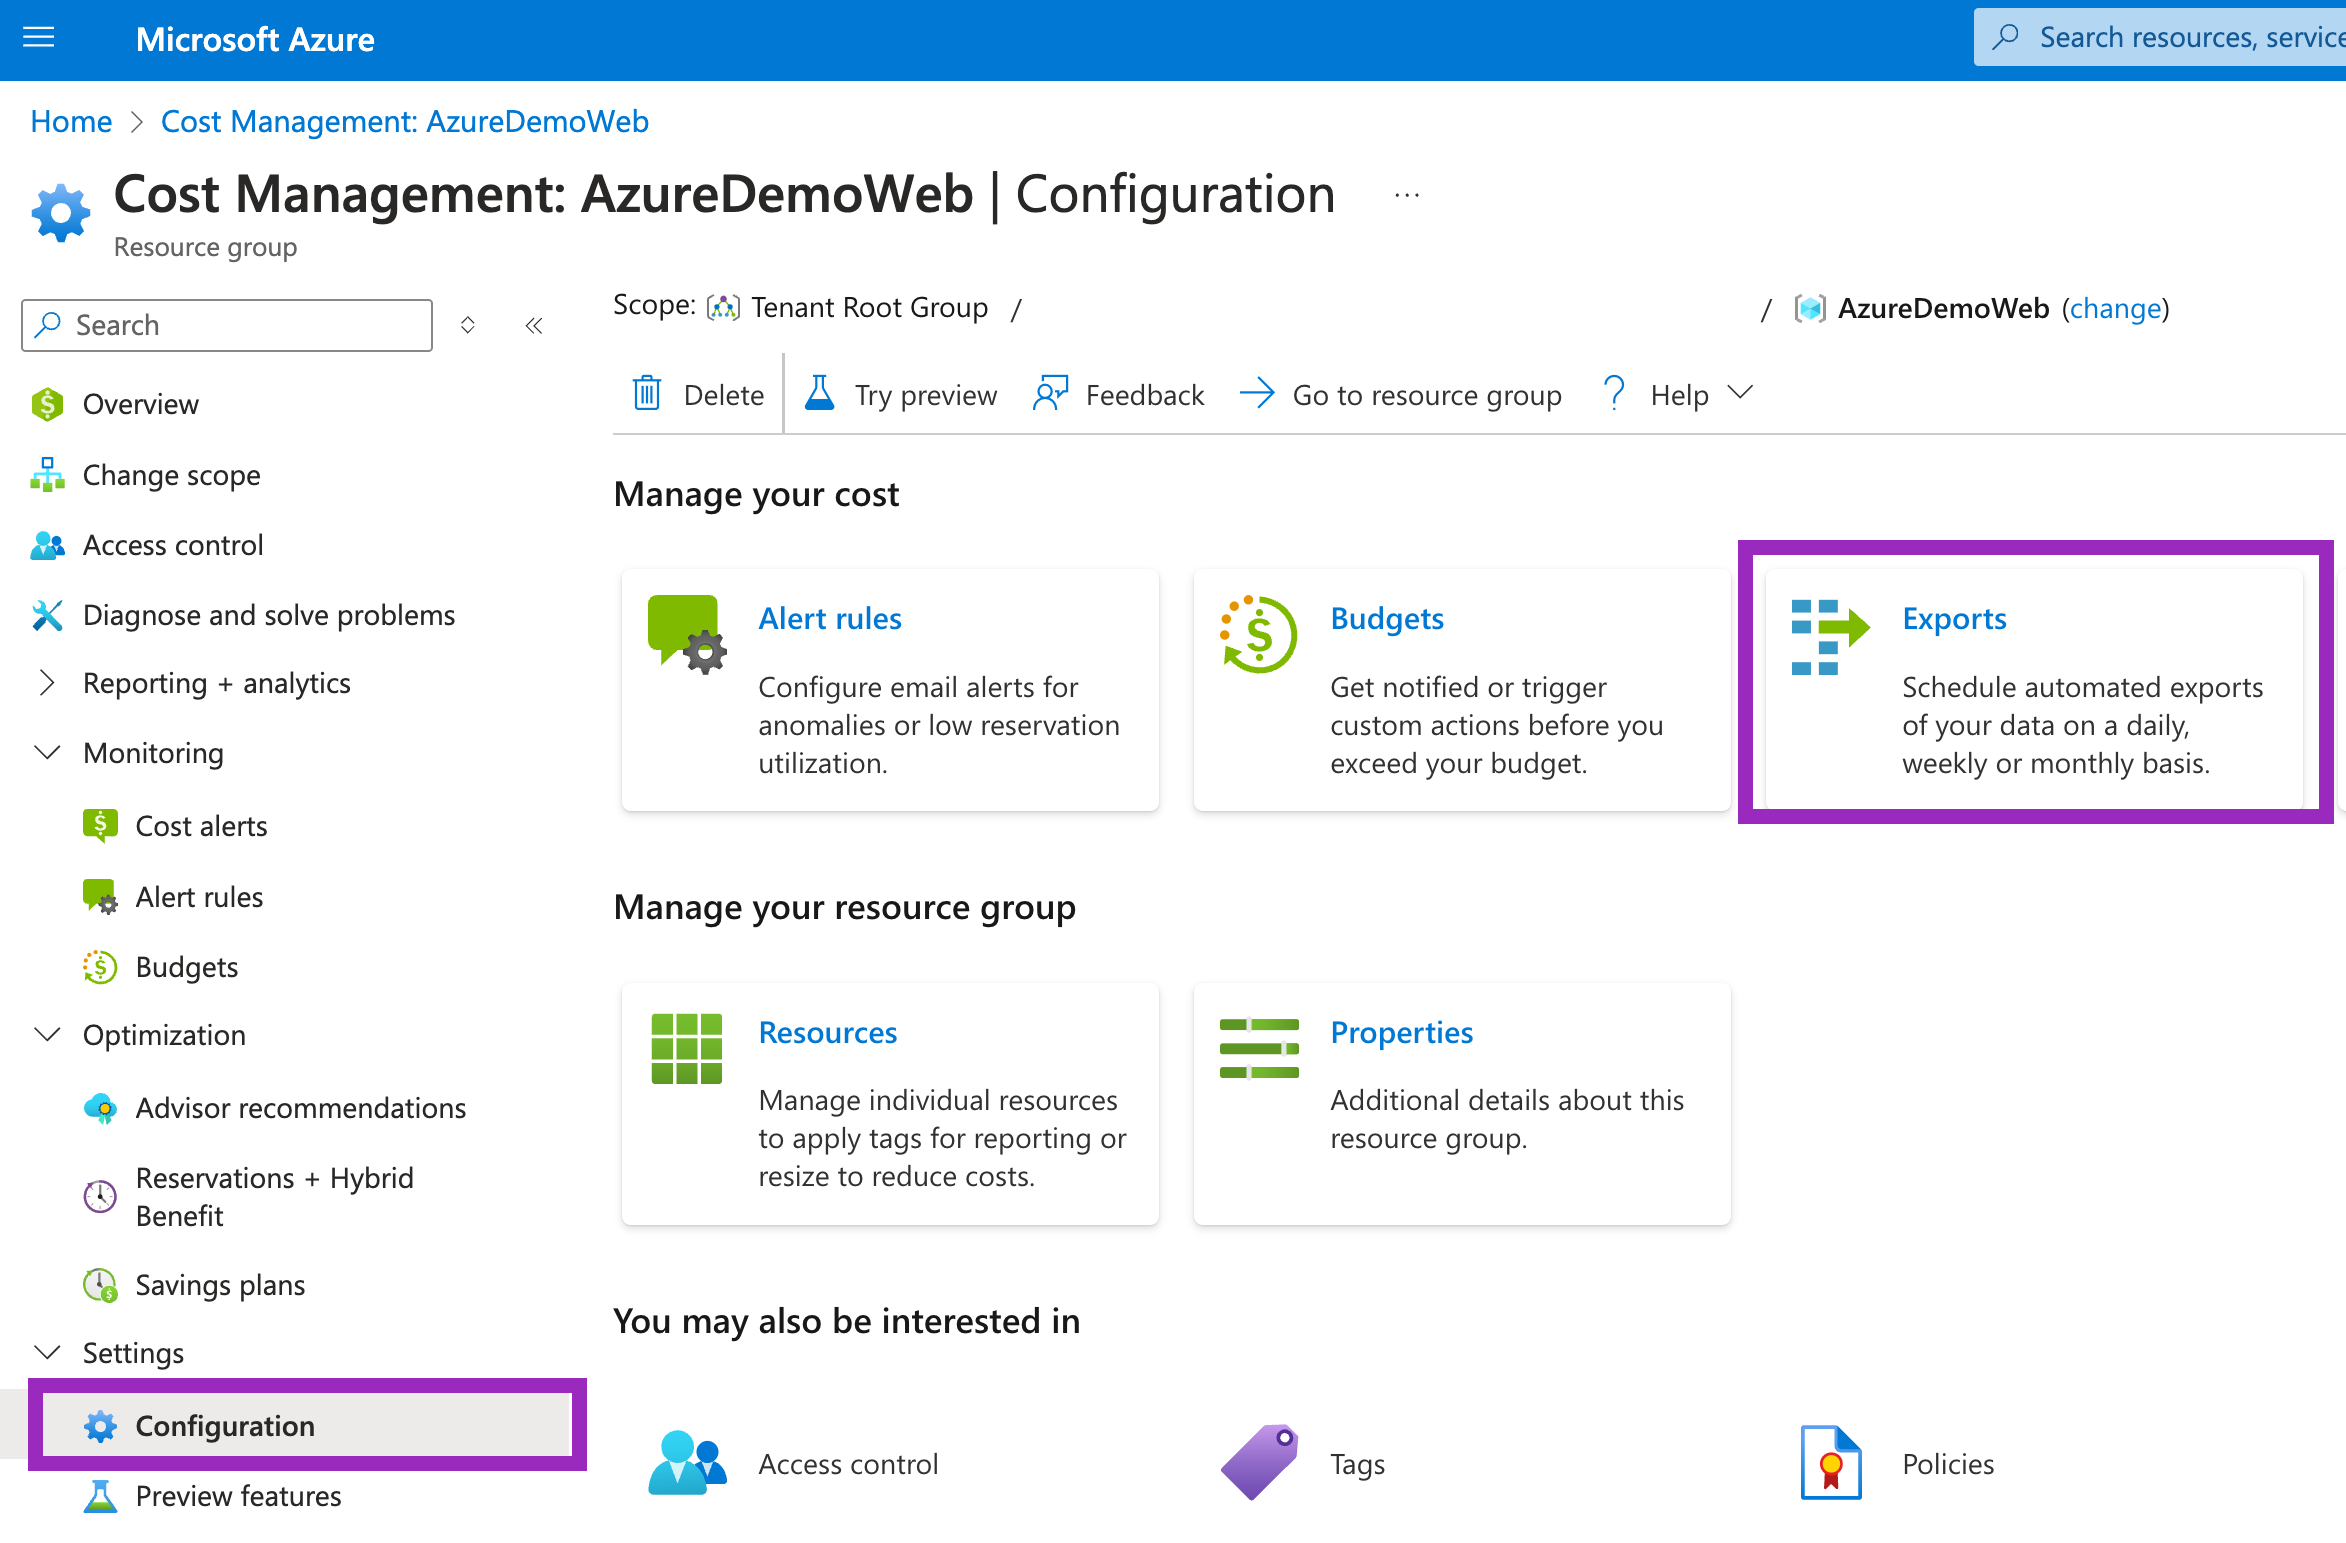 Microsoft Azure
Search resources, service
Home > Cost Management: AzureDemoWeb
Cost Management: AzureDemoWeb | Configuration ...
Resource group
Search
Overview
Change scope
Access control
Diagnose and solve problems
Reporting + analytics
Monitoring
Cost alerts
Alert rules
Budgets
Optimization
Advisor recommendations
Reservations + Hybrid
Benefit
Savings plans
Settings
Configuration
Preview features
Scope: Tenant Root Group / / AzureDemoWeb (change)
Delete Try preview Feedback Go to resource group ? Help
Manage your cost
Alert rules
Configure email alerts for
anomalies or low reservation
utilization.
Budgets
Get notified or trigger
custom actions before you
exceed your budget.
Exports
Schedule automated exports
of your data on a daily,
weekly or monthly basis.
Manage your resource group
Resources
Manage individual resources
to apply tags for reporting or
resize to reduce costs.
Properties
Additional details about this
resource group.
You may also be interested in
Access control
Tags
Policies